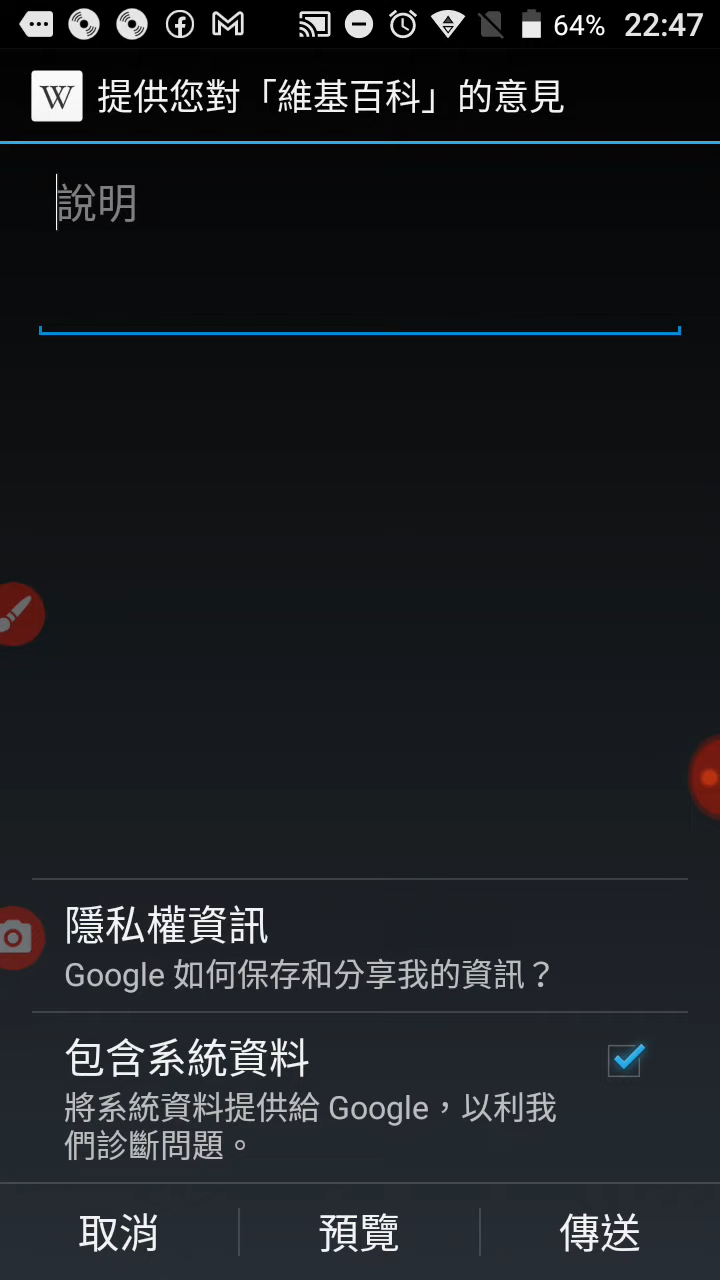 64% 22:47
W 提供您對「維基百科」的意見
說明
隱私權資訊
Google 如何保存和分享我的資訊？
包含系統資料
將系統資料提供給 Google，以利我
們診斷問題。
取消 預覽 傳送